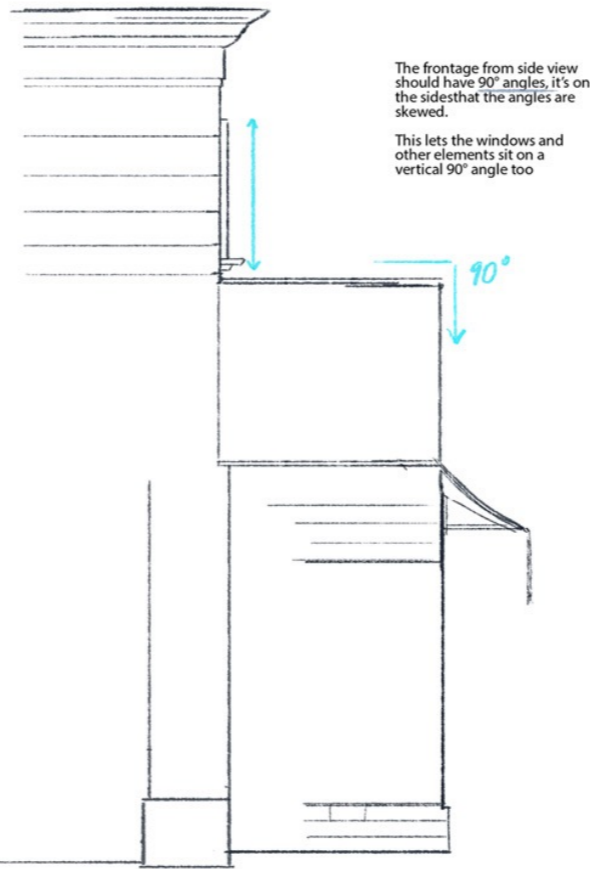 The frontage from side view
should have 90° angles, it's on
the sidesthat the angles are
skewed.
This lets the windows and
other elements sit on a
vertical 90° angle too
90°